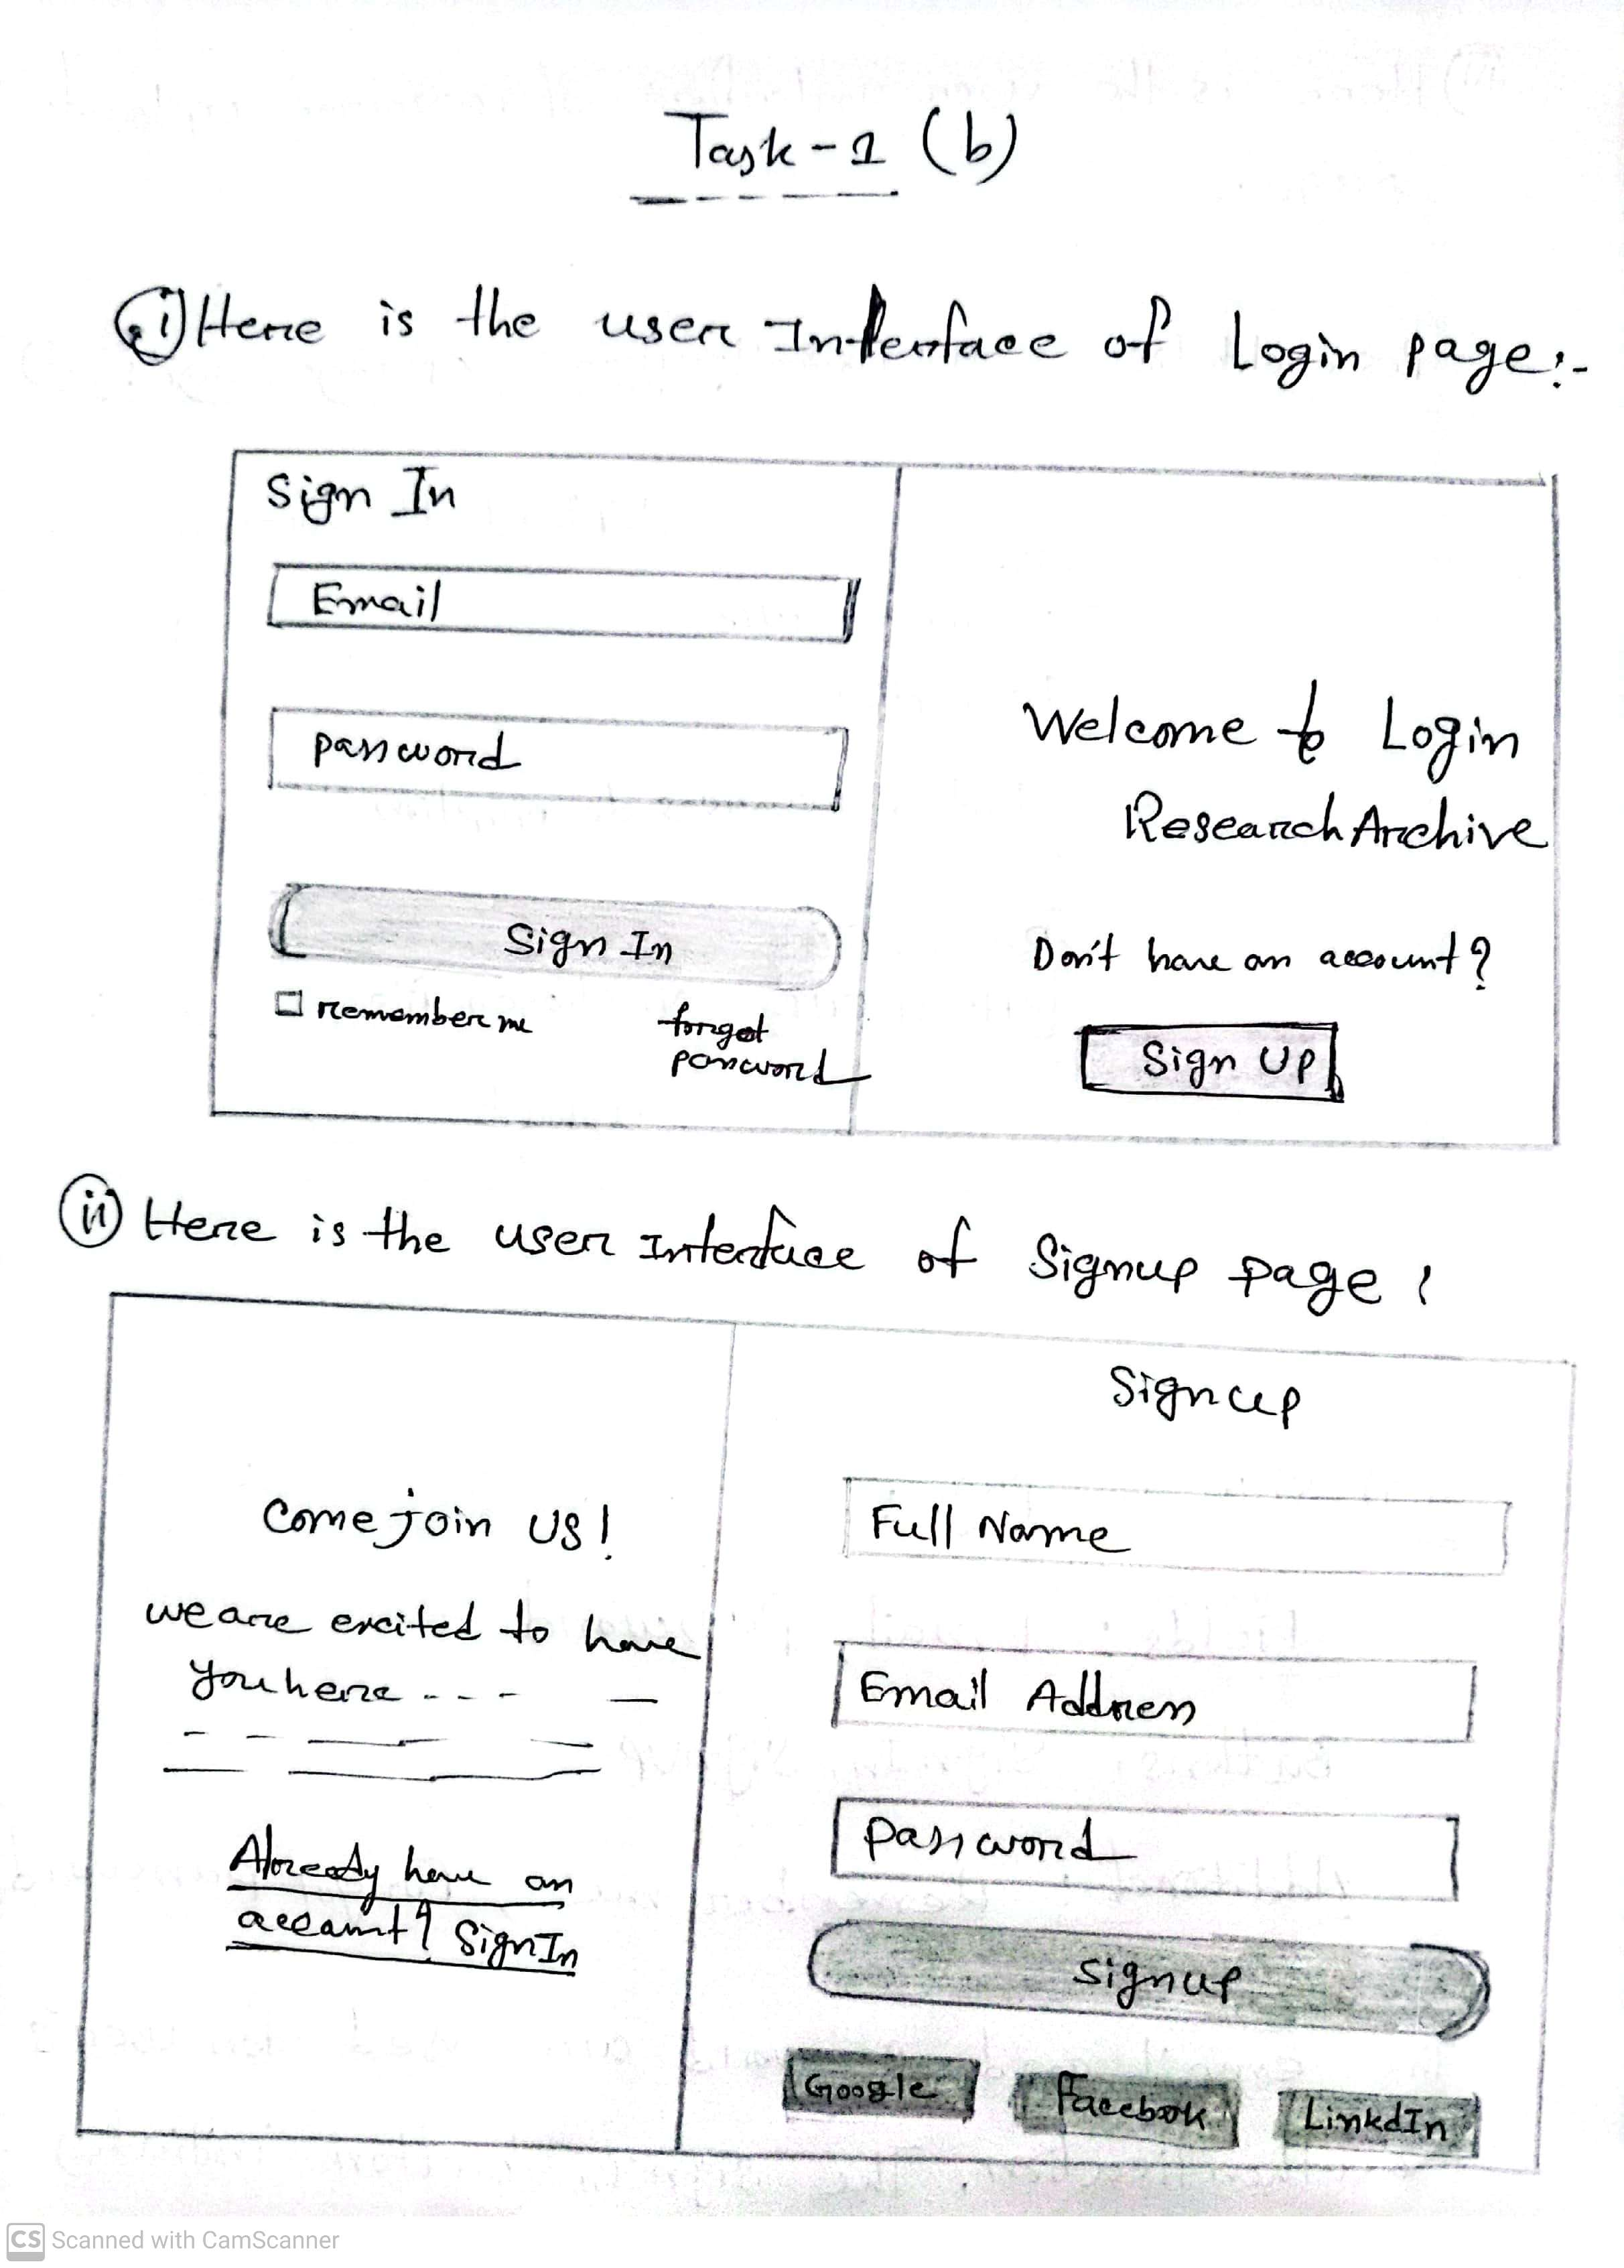 Task-1 (b)
(i) Here is the user Interface of Login page:-
Sign In
Email
password
Sign In
remember me
forget
password
Welcome to Login
Research Archive
Don't have an account?
Sign Up
(ii) Here is the user Interface of Signup page:
Come join us!
we are excited to have
you here ---
Already have an
account? Sign In
Signup
Full Name
Email Address
password
signup
Google
Facebook
LinkdIn
CS Scanned with CamScanner